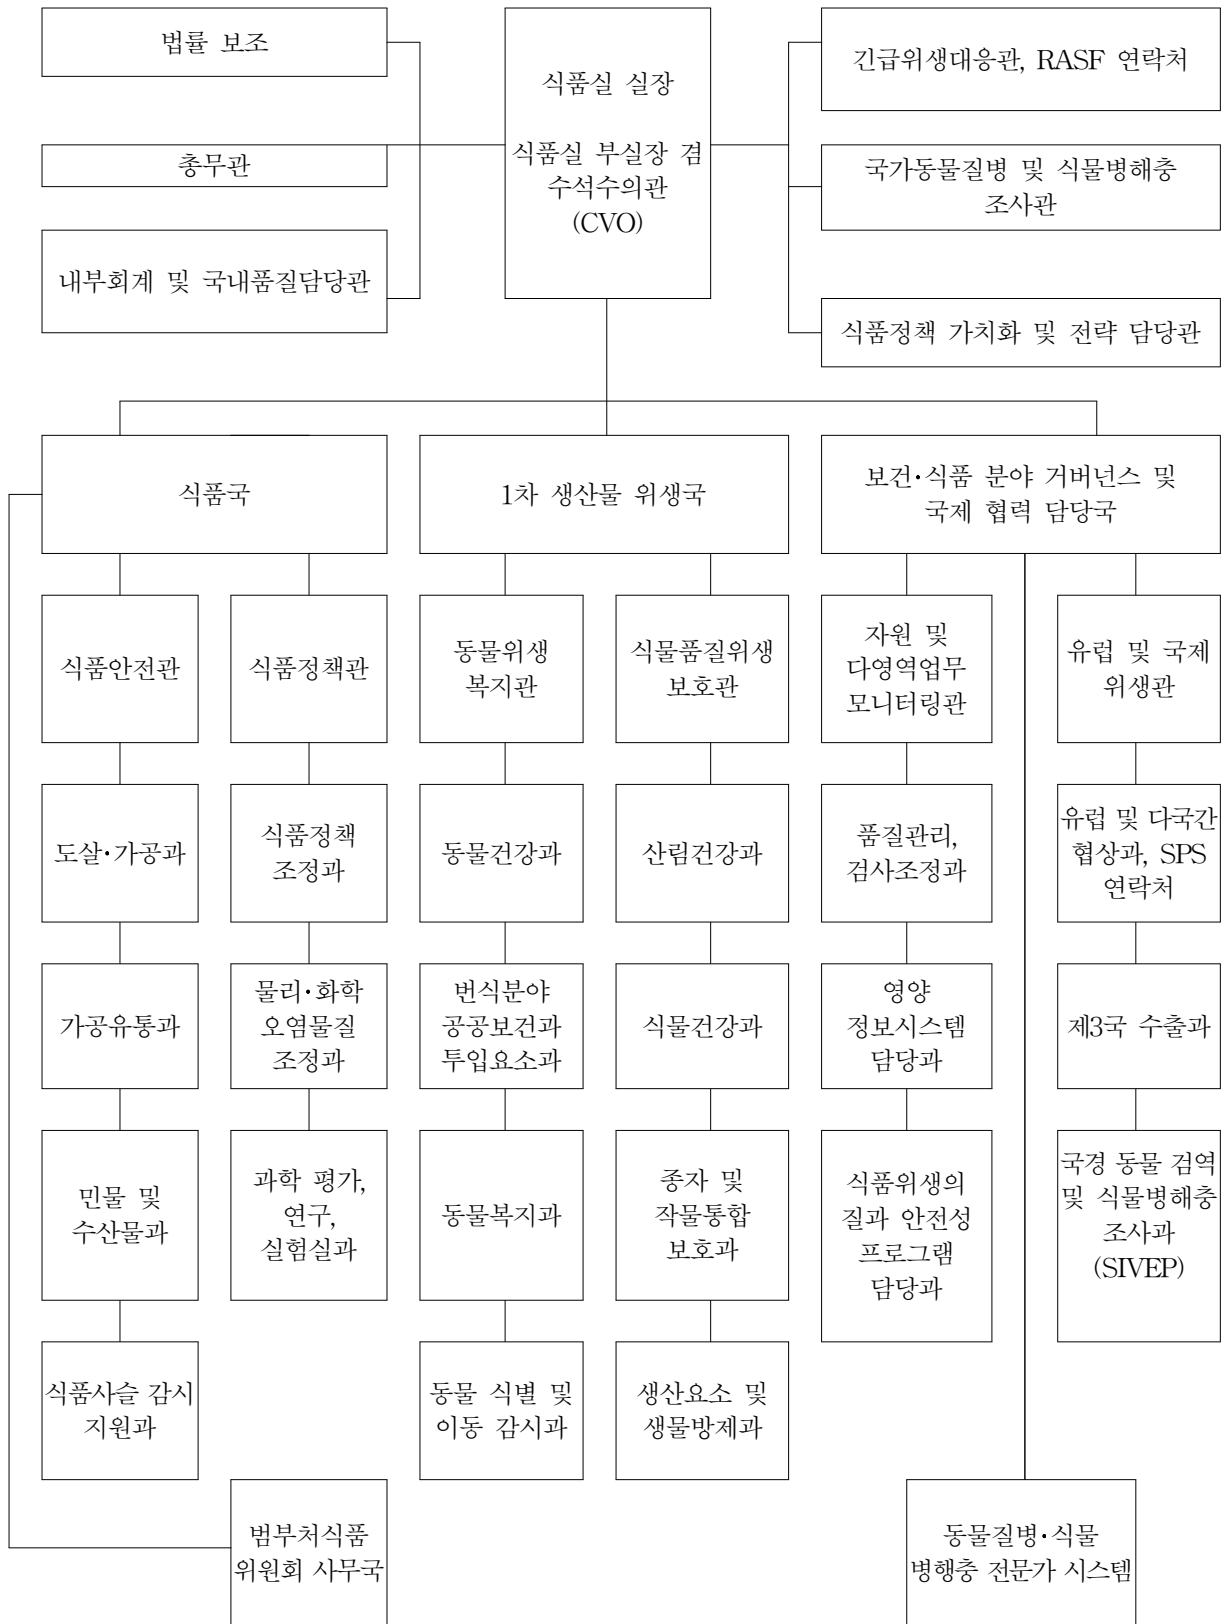 법률 보조
총무관
내부회계 및 국내품질담당관
식품실 실장
식품실 부실장 겸
수석수의관
(CVO)
긴급위생대응관, RASF 연락처
국가동물질병 및 식물병해충
조사관
식품정책 가치화 및 전략 담당관
식품국
1차 생산물 위생국
보건·식품 분야 거버넌스 및
국제 협력 담당국
식품안전관
식품정책관
동물위생
복지관
식물품질위생
보호관
자원 및
다영역업무
모니터링관
유럽 및 국제
위생관
도살·가공과
식품정책
조정과
동물건강과
산림건강과
품질관리,
검사조정과
유럽 및 다국간
협상과, SPS
연락처
가공유통과
물리·화학
오염물질
조정과
번식분야
공공보건과
투입요소과
식물건강과
영양
정보시스템
담당과
제3국 수출과
민물 및
수산물과
과학 평가,
연구,
실험실과
동물복지과
종자 및
작물통합
보호과
식품위생의
질과 안전성
프로그램
담당과
국경 동물 검역
및 식물병해충
조사과
(SIVEP)
식품사슬 감시
지원과
동물 식별 및
이동 감시과
생산요소 및
생물방제과
범부처식품
위원회 사무국
동물질병·식물
병행충 전문가 시스템